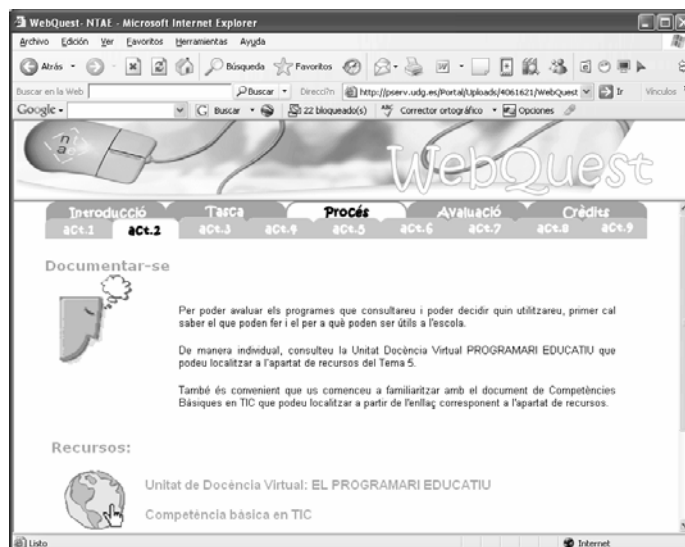 WebQuest- NTAE - Microsoft Internet Explorer
Archivo Edición Ver Favoritos Herramientas Ayuda
Atrás Búsqueda Favoritos
Buscar en la Web Buscar Direcci?n http://pserv.udg.es/Portal/Uploads/4061621/WebQuest Ir Vínculos
Google Buscar 22 bloqueado(s) Corrector ortográfico Opciones
na
WebQuest
Introducció Tasca Procés Avaluació Crèdits
act.1 act.2 act.3 act.4 act.5 act.6 act.7 act.8 act.9
Documentar-se
Per poder avaluar els programes que consultareu i poder decidir quin utilitzareu, primer cal
saber el que poden fer i el per a què poden ser útils a l'escola.
De manera individual, consulteu la Unitat Docència Virtual PROGRAMARI EDUCATIU que
podeu localitzar a l'apartat de recursos del Tema 5.
També és convenient que us comenceu a familiaritzar amb el document de Competències
Bàsiques en TIC que podeu localitzar a partir de l'enllaç corresponent a l'apartat de recursos.
Recursos:
Unitat de Docència Virtual: EL PROGRAMARI EDUCATIU
Competència bàsica en TIC
Listo Internet